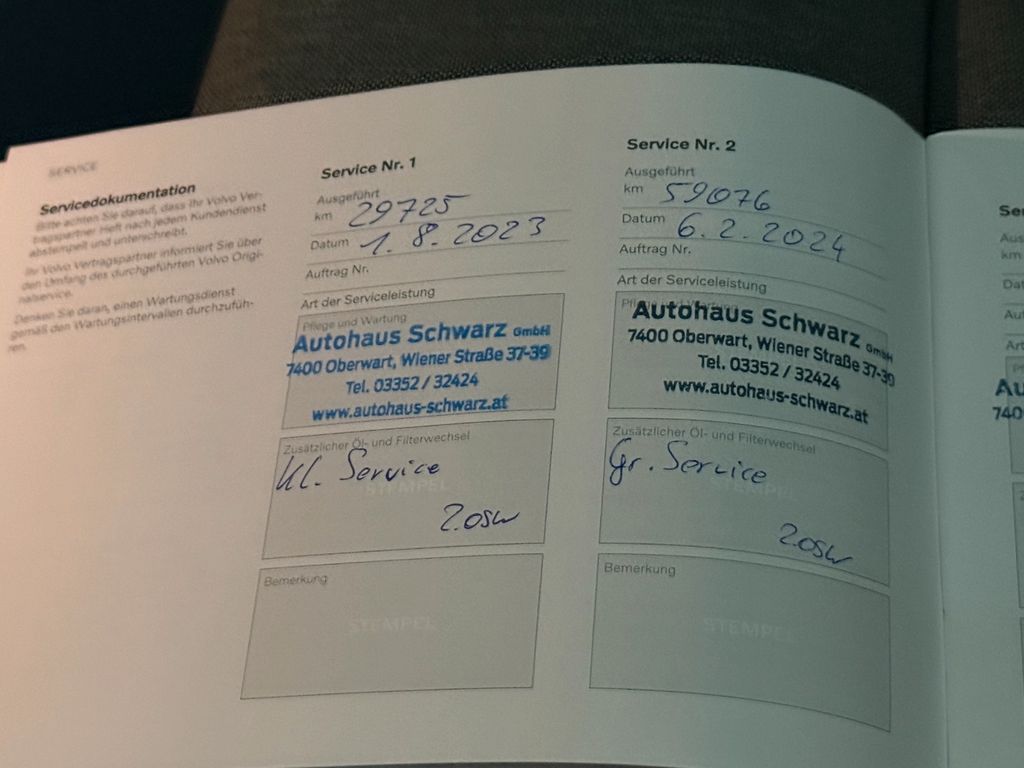 SERVICE
Servicedokumentation
Bitte achten Sie darauf, dass Ihr Volvo Ver-
tragspartner Heft nach jedem Kundendienst
abstempelt und unterschreibt.
Ihr Volvo Vertragspartner informiert Sie über
den Umfang des durchgeführten Volvo Origi-
nalservice.
Denken Sie daran, einen Wartungsdienst
gemäß den Wartungsintervallen durchzufüh-
ren.
Service Nr. 1
Ausgeführt
km 29725
Datum 1. 8. 2023
Auftrag Nr.
Art der Serviceleistung
Pflege und Wartung
Autohaus Schwarz GmbH
7400 Oberwart, Wiener Straße 37-39
Tel. 03352 / 32424
www.autohaus-schwarz.at
Zusätzlicher Öl- und Filterwechsel
Kl. Service
STEMPEL
Bemerkung
STEMPEL
Service Nr. 2
Ausgeführt
km 59076
Datum 6. 2. 2024
Auftrag Nr.
Art der Serviceleistung
Pflege und Wartung
Autohaus Schwarz GmbH
7400 Oberwart, Wiener Straße 37-39
Tel. 03352 / 32424
www.autohaus-schwarz.at
Zusätzlicher Öl- und Filterwechsel
Gr. Service
STEMPEL
Bemerkung
STEMPEL
km
7400